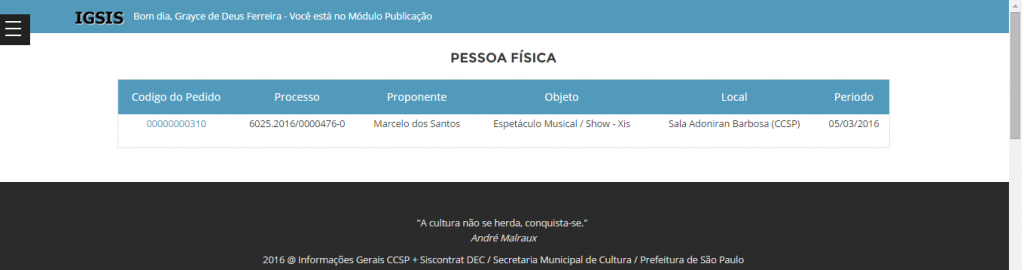 IGSIS Bom dia, Grayce de Deus Ferreira - Você está no Módulo Publicação
PESSOA FÍSICA
Codigo do Pedido Processo Proponente Objeto Local Periodo
00000000310 6025.2016/0000476-0 Marcelo dos Santos Espetáculo Musical / Show - Xis Sala Adoniran Barbosa (CCSP) 05/03/2016
"A cultura não se herda, conquista-se."
André Malraux
2016 @ Informações Gerais CCSP + Siscontrat DEC / Secretaria Municipal de Cultura / Prefeitura de São Paulo